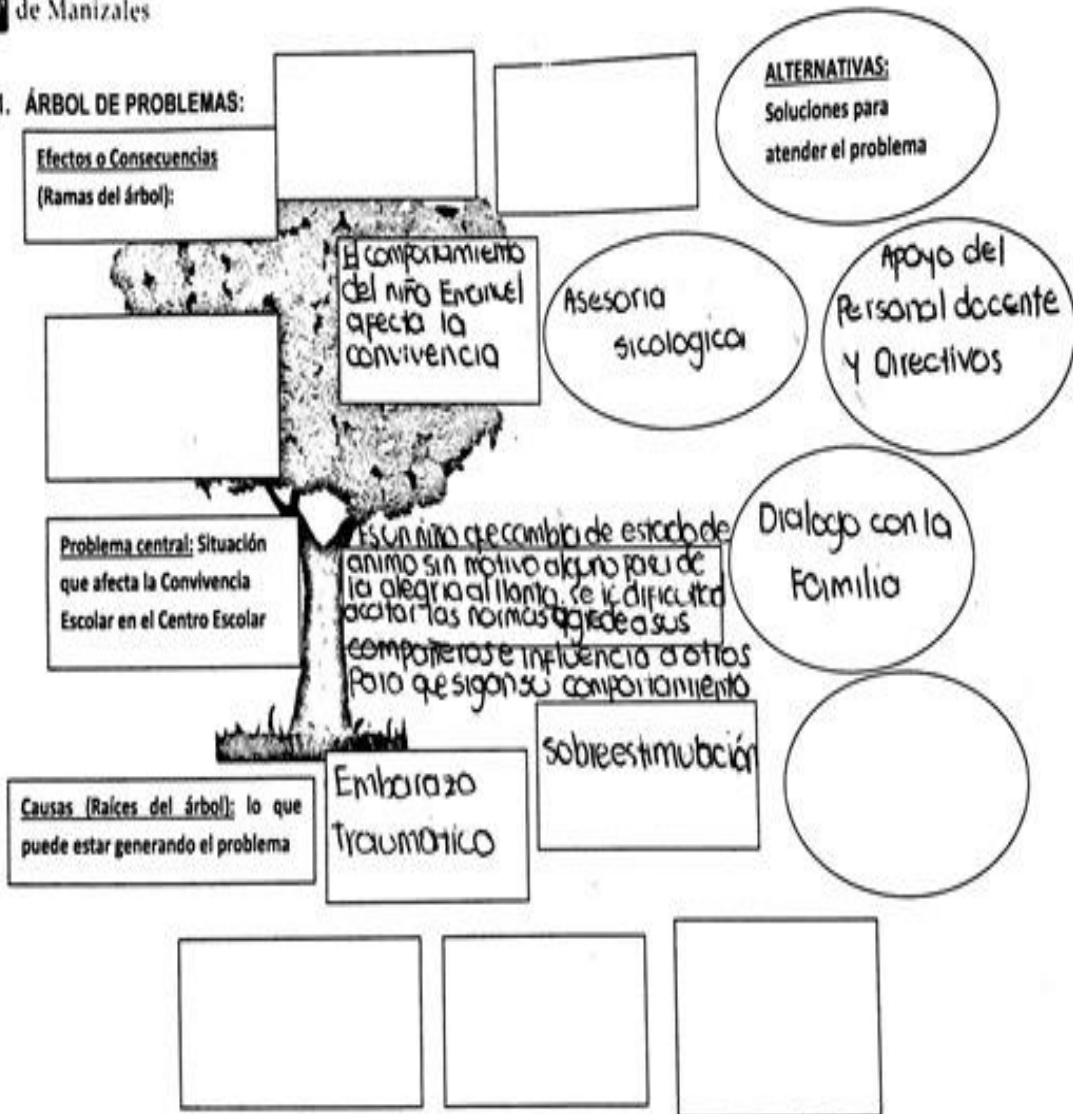 de Manizales
1. ÁRBOL DE PROBLEMAS:
Efectos o Consecuencias
(Ramas del árbol):
ALTERNATIVAS:
Soluciones para
atender el problema
El comportamiento
del niño
afecta la
convivencia
Asesoria
sicologica
Apoyo del
Personal docente
y Directivos
Problema central: Situación
que afecta la Convivencia
Escolar en el Centro Escolar
Es un niño que cambia de estado de
animo sin motivo alguno pasa de
la alegria al llanto. se le dificulta
acatar las normas agrede a sus
compañeros e influencia a otros
Para que sigan su comportamiento
Dialogo con la
Familia
Causas (Raíces del árbol): lo que
puede estar generando el problema
Embarazo
Traumatico
sobreestimulación